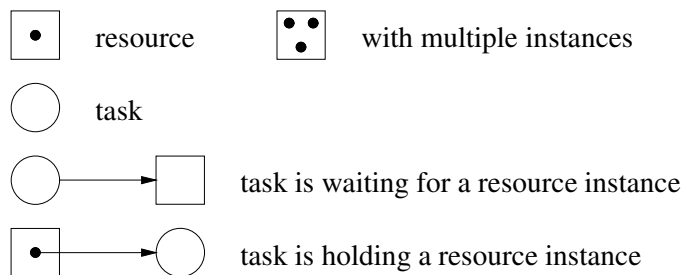 resource
with multiple instances
task
task is waiting for a resource instance
task is holding a resource instance